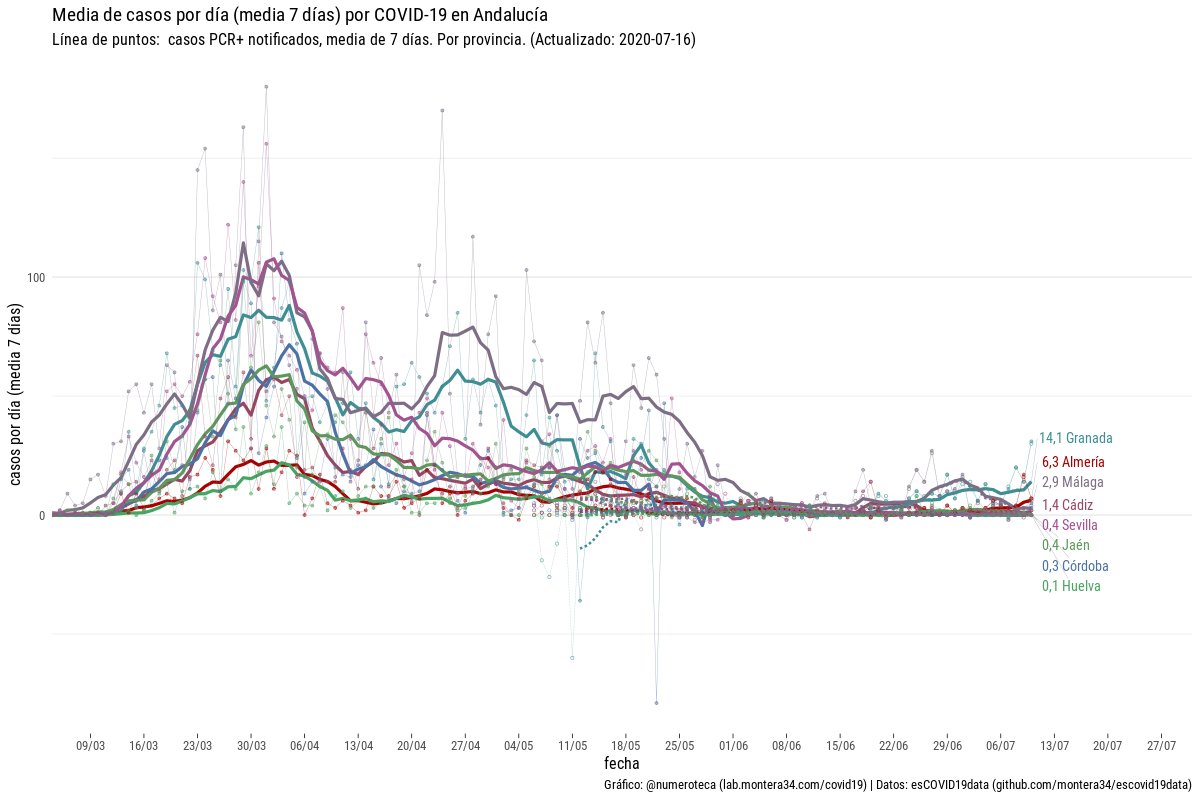 Media de casos por día (media 7 días) por COVID-19 en Andalucía
Línea de puntos:  casos PCR+ notificados, media de 7 días. Por provincia. (Actualizado: 2020-07-16)
casos por día (media 7 días)
100
0
14,1 Granada
6,3 Almería
2,9 Málaga
1,4 Cádiz
0,4 Sevilla
0,4 Jaén
0,3 Córdoba
0,1 Huelva
09/03 16/03 23/03 30/03 06/04 13/04 20/04 27/04 04/05 11/05 18/05 25/05 01/06 08/06 15/06 22/06 29/06 06/07 13/07 20/07 27/07
fecha
Gráfico: @numeroteca (lab.montera34.com/covid19) | Datos: esCOVID19data (github.com/montera34/escovid19data)